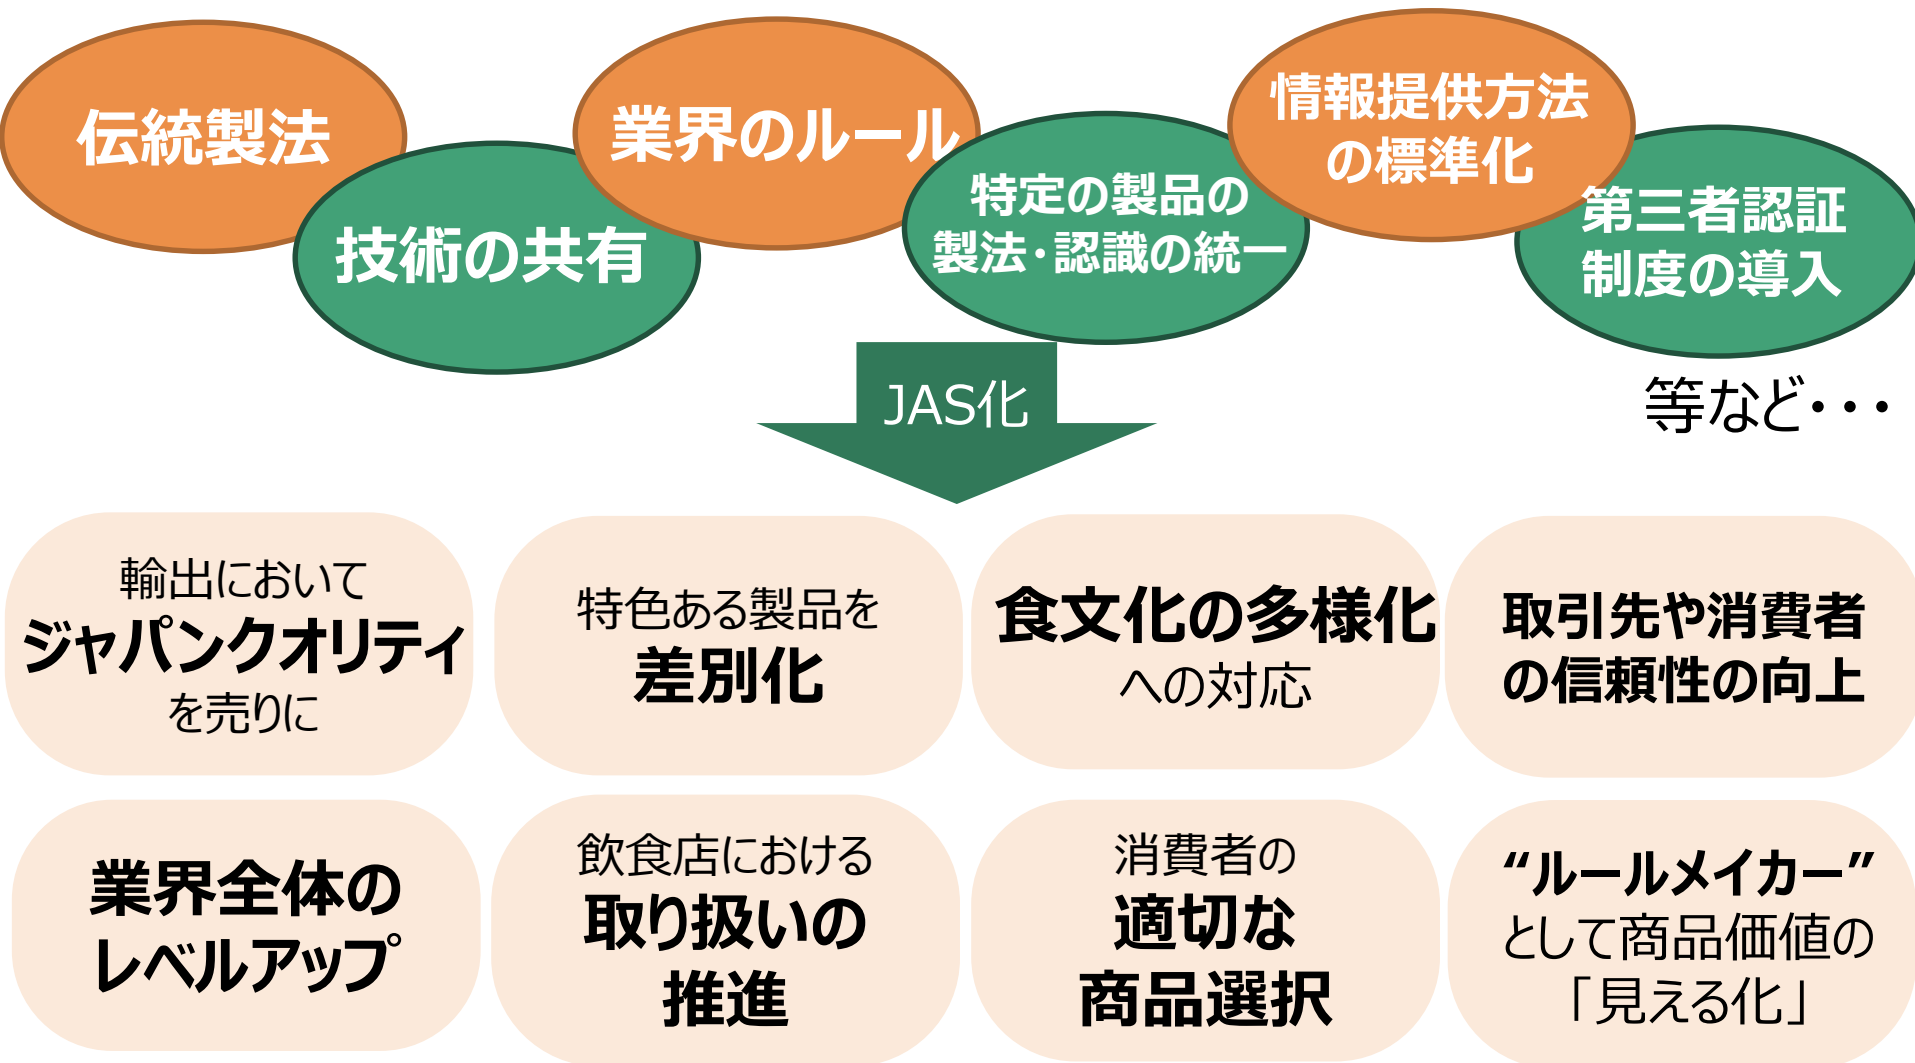 伝統製法
技術の共有
業界のルール
特定の製品の
製法・認識の統一
情報提供方法
の標準化
第三者認証
制度の導入
等など・・・
JAS化
輸出において
ジャパンクオリティ
を売りに
特色ある製品を
差別化
食文化の多様化
への対応
取引先や消費者
の信頼性の向上
業界全体の
レベルアップ
飲食店における
取り扱いの
推進
消費者の
適切な
商品選択
“ルールメイカー”
として商品価値の
「見える化」